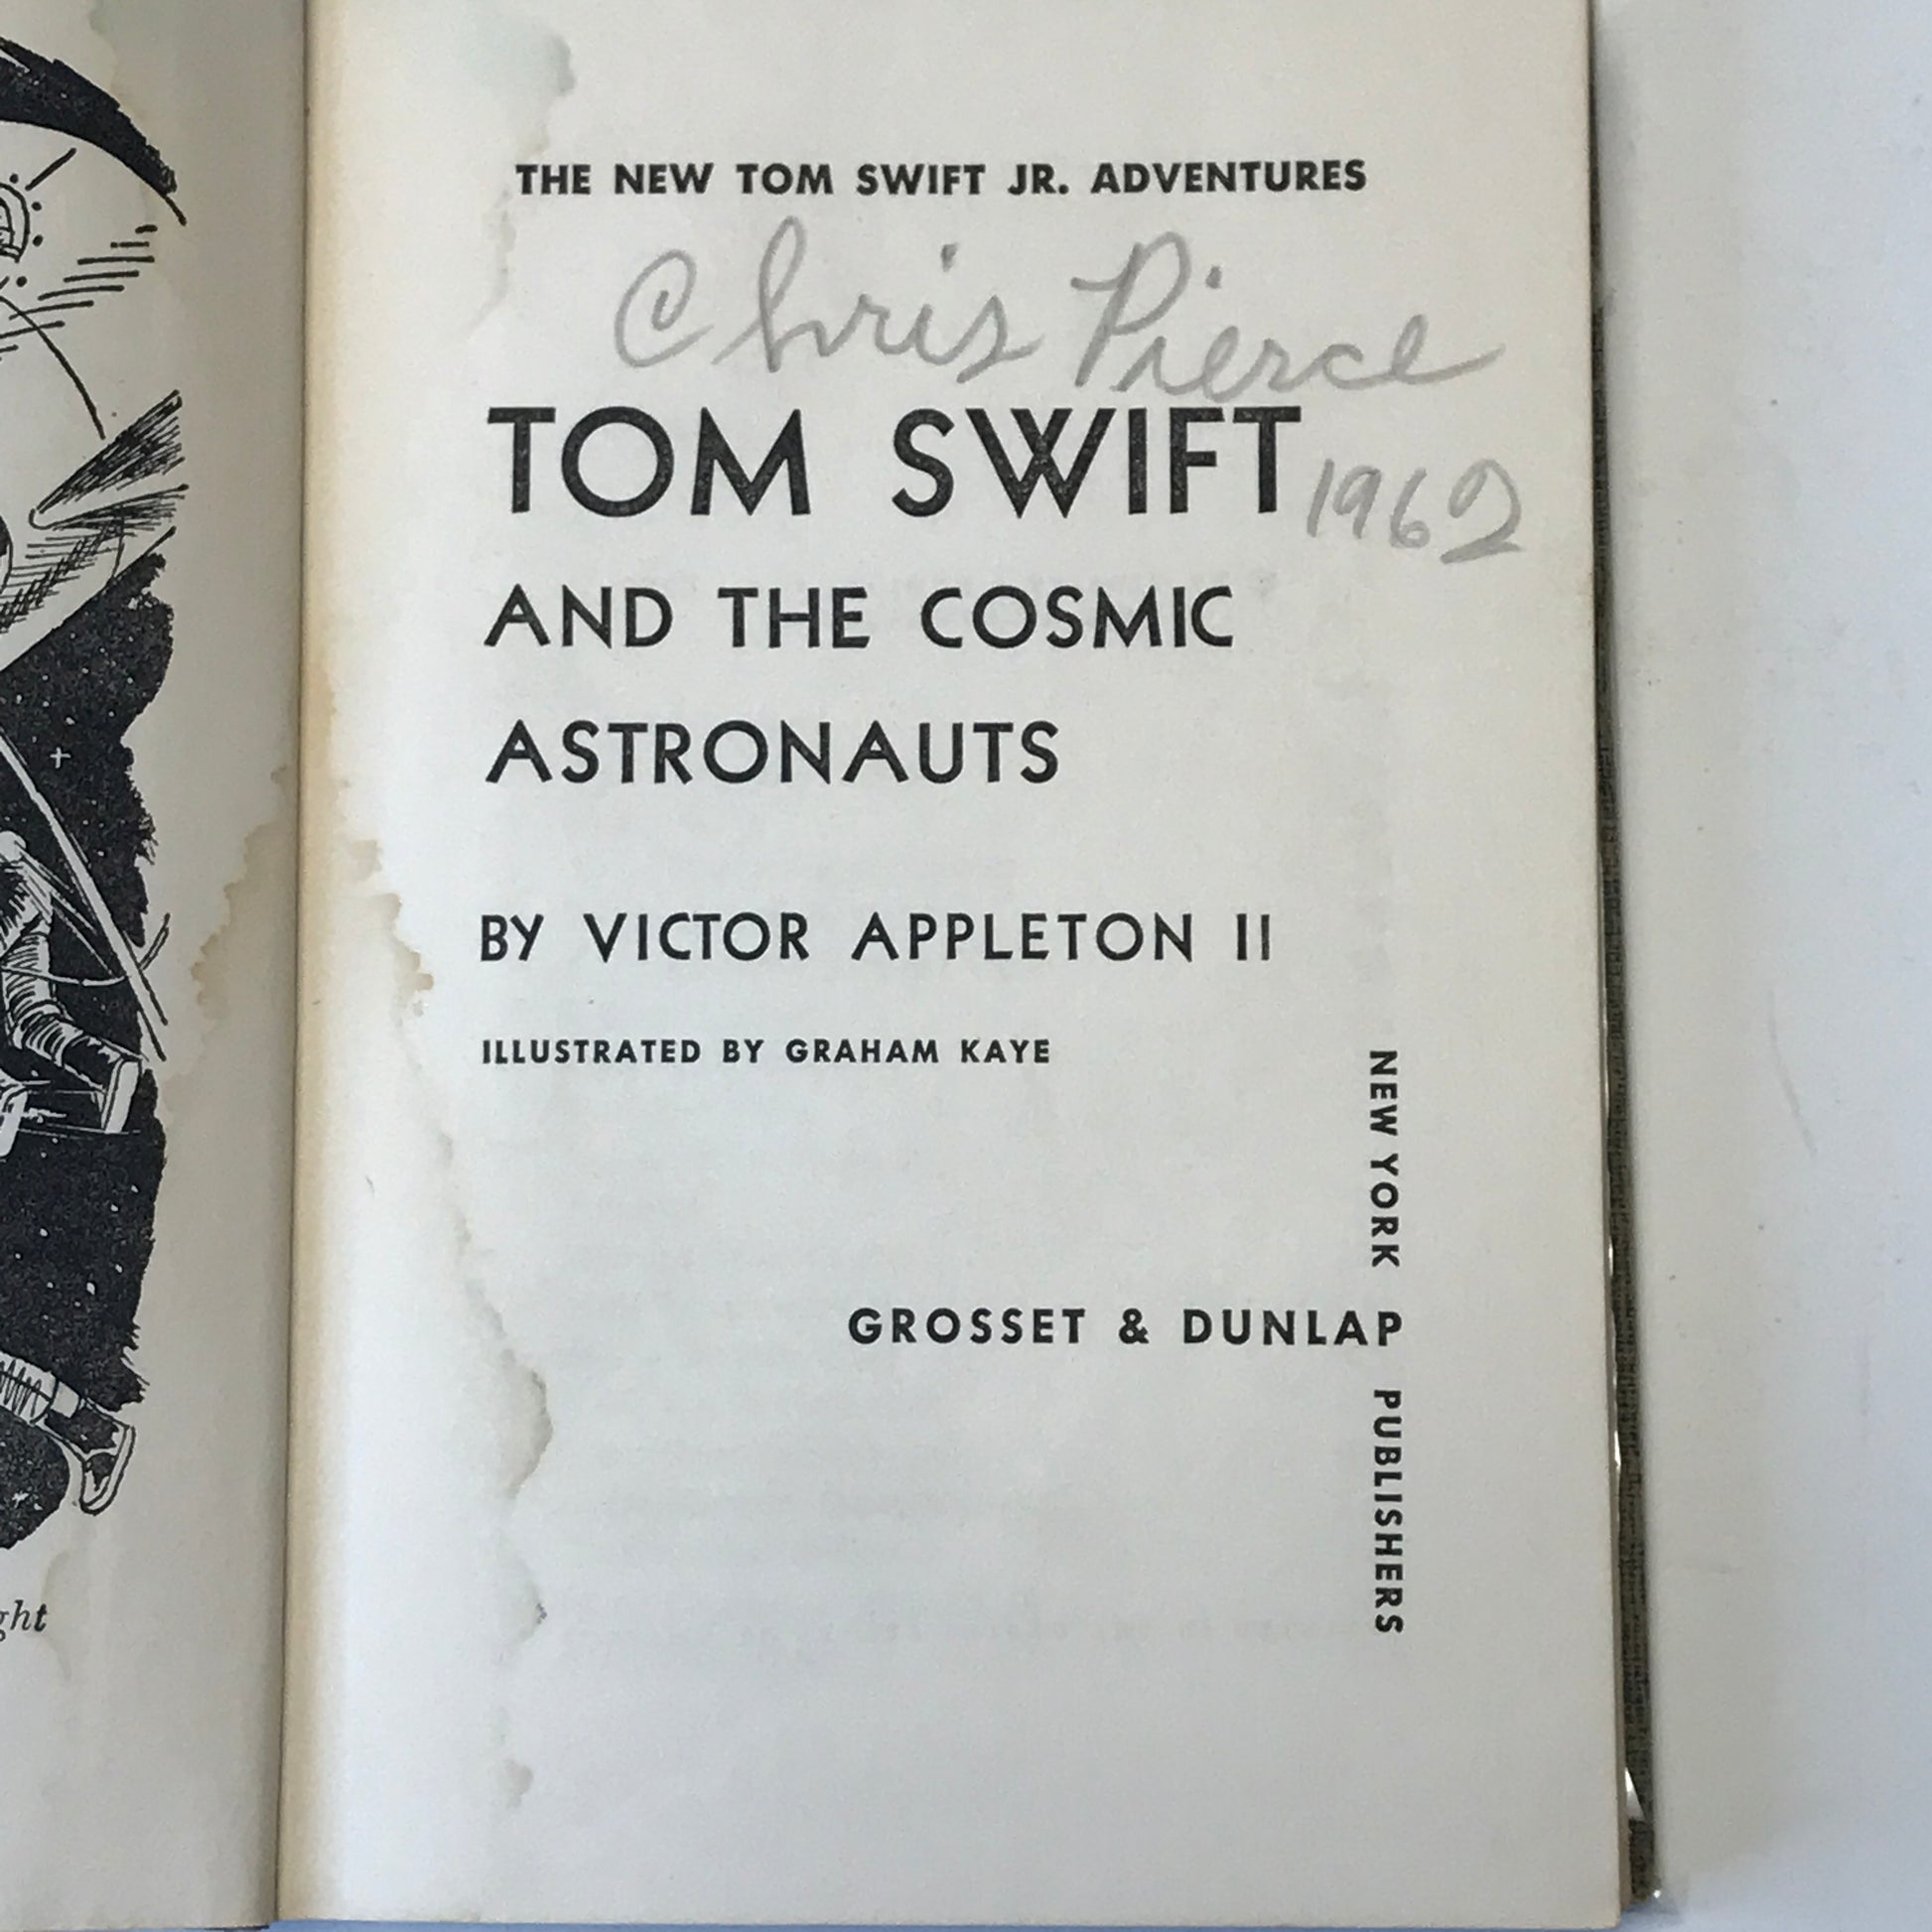 THE NEW TOM SWIFT JR. ADVENTURES
Chris Pierce
TOM SWIFT
1962
AND THE COSMIC
ASTRONAUTS
BY VICTOR APPLETON II
ILLUSTRATED BY GRAHAM KAYE
NEW YORK
GROSSET & DUNLAP
PUBLISHERS
ght